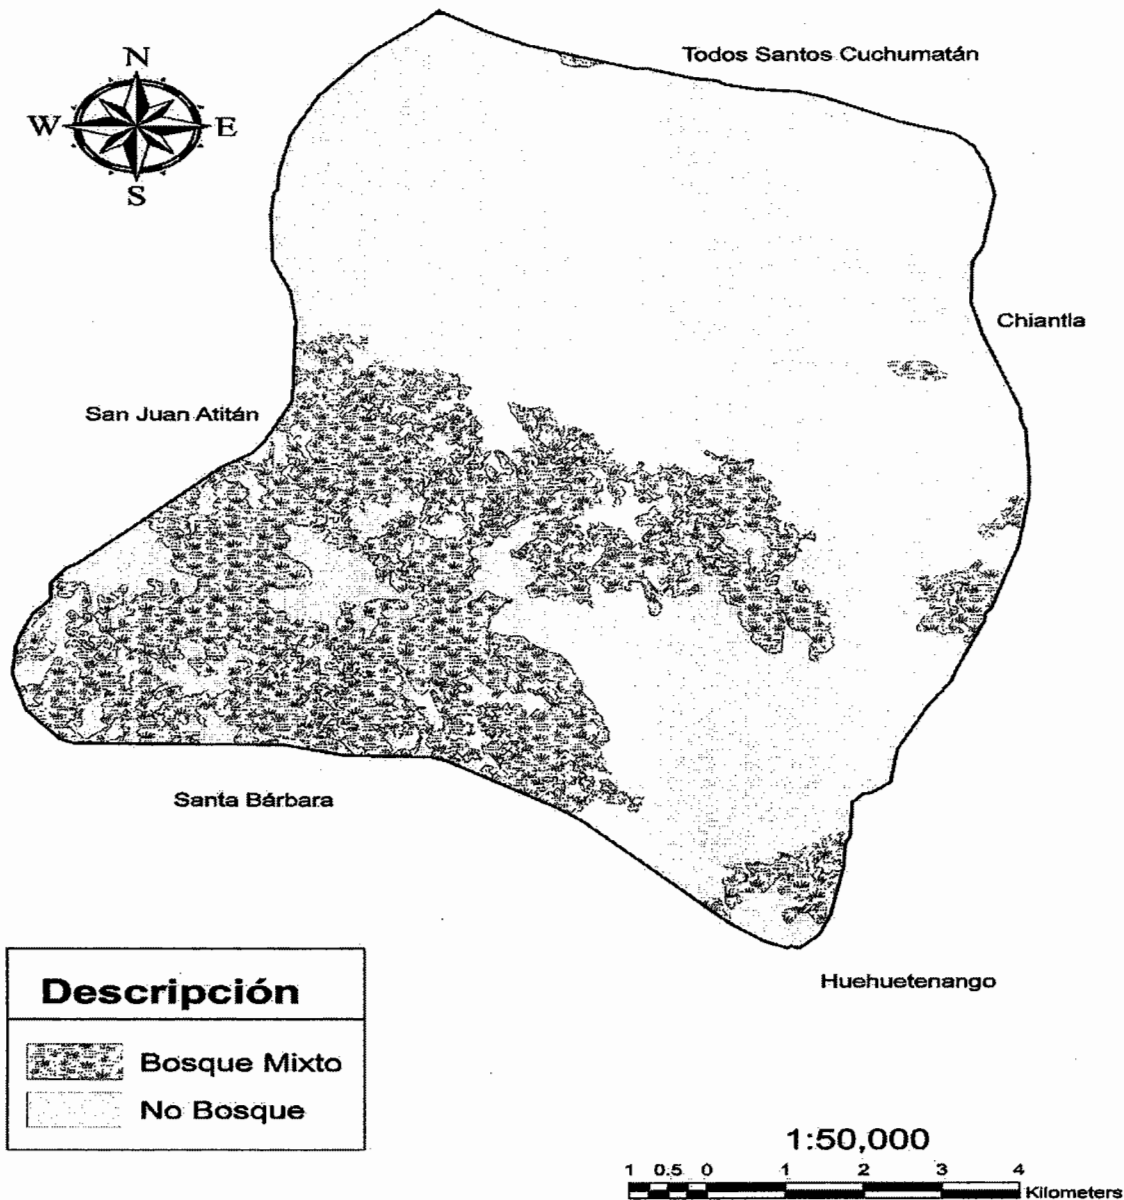 N
Todos Santos Cuchumatán
W E
S
Chiantla
San Juan Atitán
Santa Bárbara
Huehuetenango
Descripción
Bosque Mixto
No Bosque
1:50,000
1 0.5 0 1 2 3 4
Kilometers